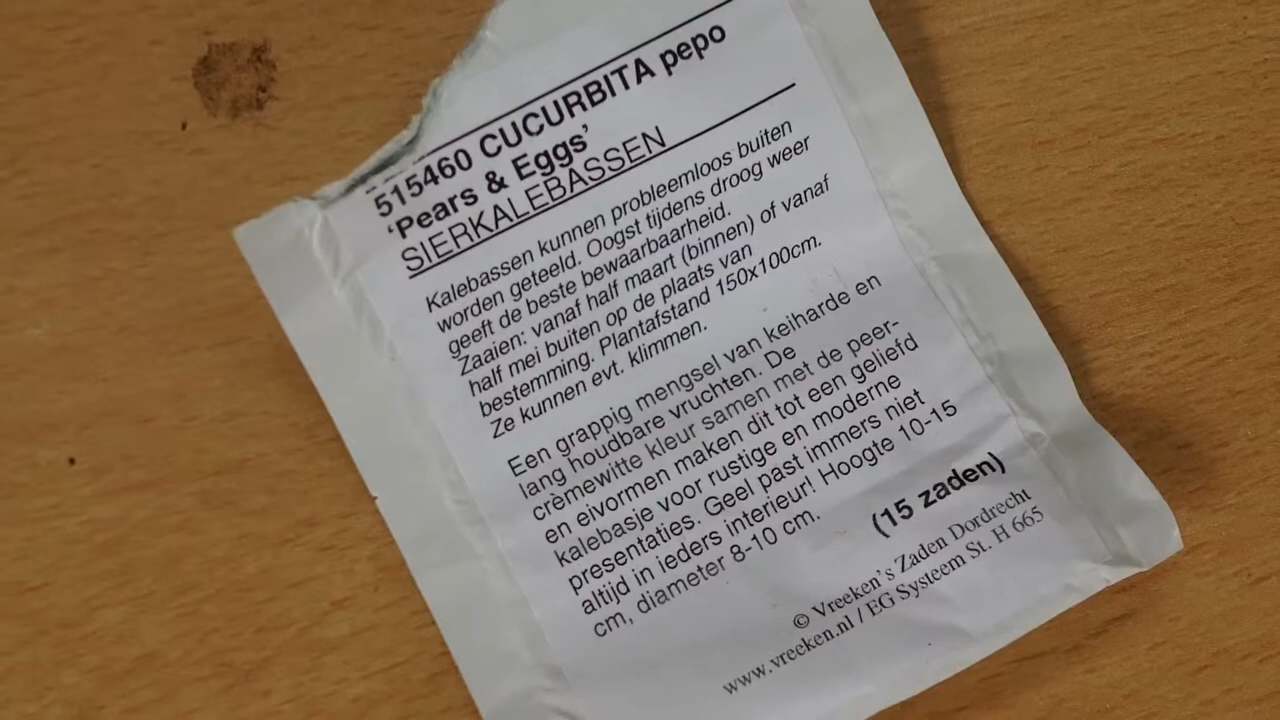 515460 CUCURBITA pepo
‘Pears & Eggs’
SIERKALEBASSEN
Kalebassen kunnen probleemloos buiten
worden geteeld. Oogst tijdens droog weer
geeft de beste bewaarbaarheid.
Zaaien: vanaf half maart (binnen) of vanaf
half mei buiten op de plaats van
bestemming. Plantafstand 150x100cm.
Ze kunnen evt. klimmen.
Een grappig mengsel van keiharde en
lang houdbare vruchten. De
crèmewitte kleur samen met de peer-
en eivormen maken dit tot een geliefd
kalebasje voor rustige en moderne
presentaties. Geel past immers niet
altijd in ieders interieur! Hoogte 10-15
cm, diameter 8-10 cm.
(15 zaden)
© Vreeken's Zaden Dordrecht
www.vreeken.nl / EG Systeem St. H 665